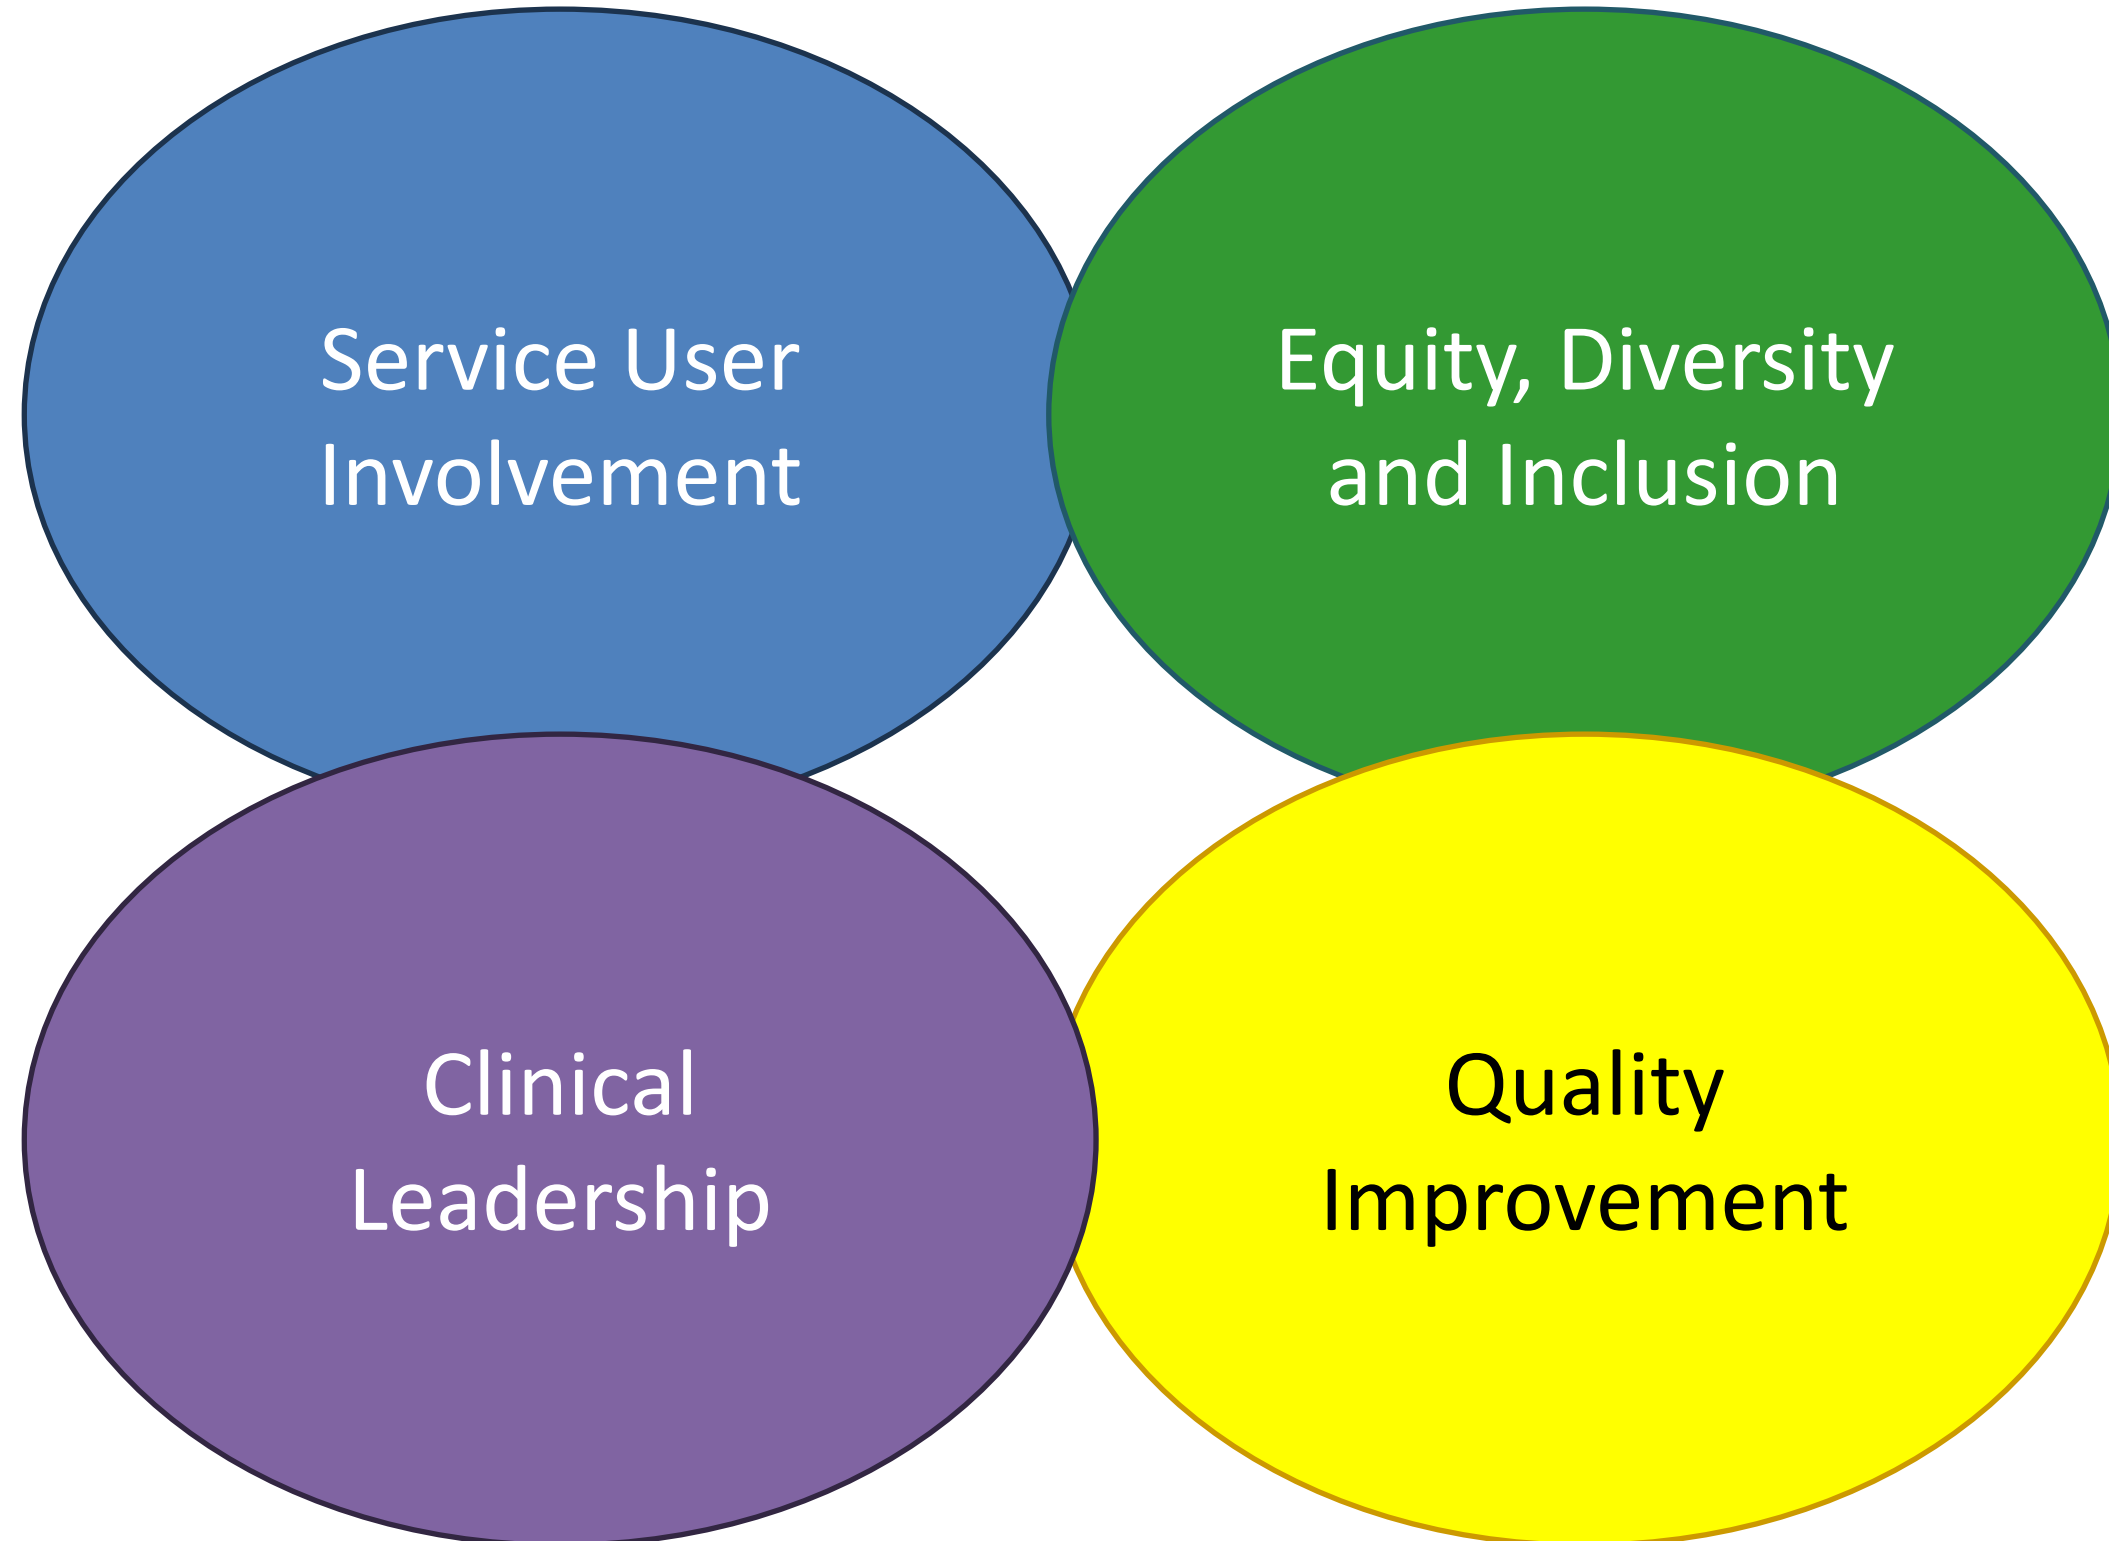 Service User
Involvement
Equity, Diversity
and Inclusion
Clinical
Leadership
Quality
Improvement